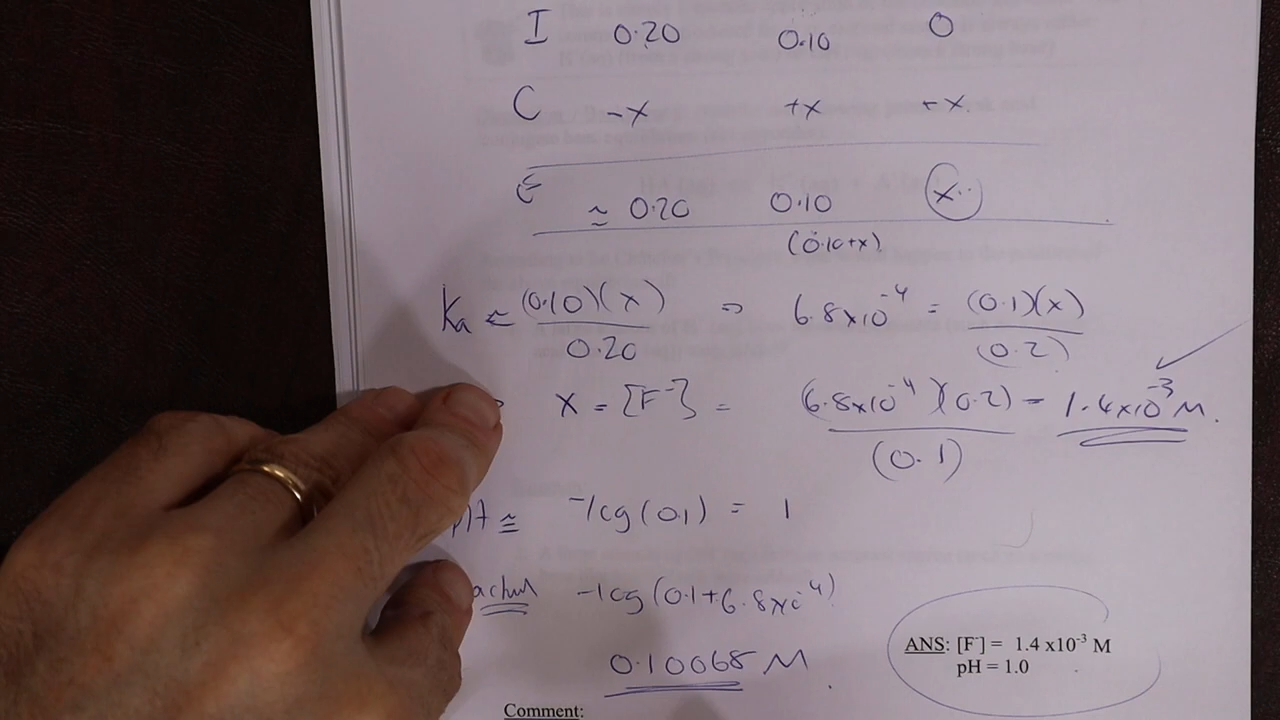 I 0.20 0.10 0
C -x +x +x
E ≈ 0.20 0.10 x
(0.10+x)
Ka = (0.10)(x) / 0.20 ⇒ 6.8x10⁻⁴ = (0.1)(x) / (0.2)
x = [F⁻] = (6.8x10⁻⁴)(0.2) / (0.1) = 1.4x10⁻³ M.
pH ≅ -log(0.1) = 1
actual -log(0.1+6.8x10⁻⁴)
0.10068 M.
ANS: [F⁻] = 1.4 x10⁻³ M
pH = 1.0
Comment: